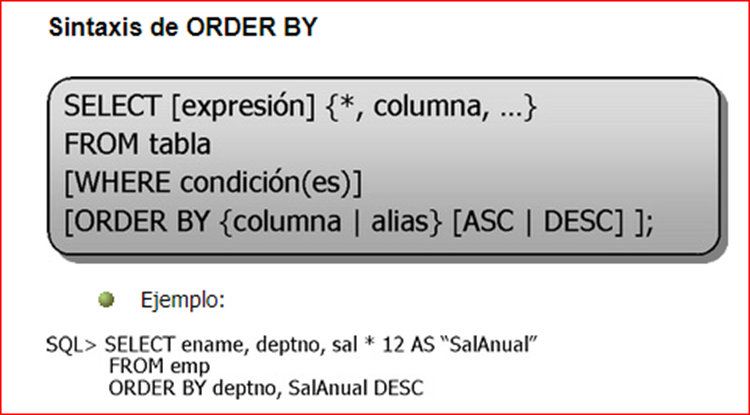 Sintaxis de ORDER BY
SELECT [expresión] {*, columna, ...}
FROM tabla
[WHERE condición(es)]
[ORDER BY {columna | alias} [ASC | DESC] ];
Ejemplo:
SQL> SELECT ename, deptno, sal * 12 AS “SalAnual”
FROM emp
ORDER BY deptno, SalAnual DESC